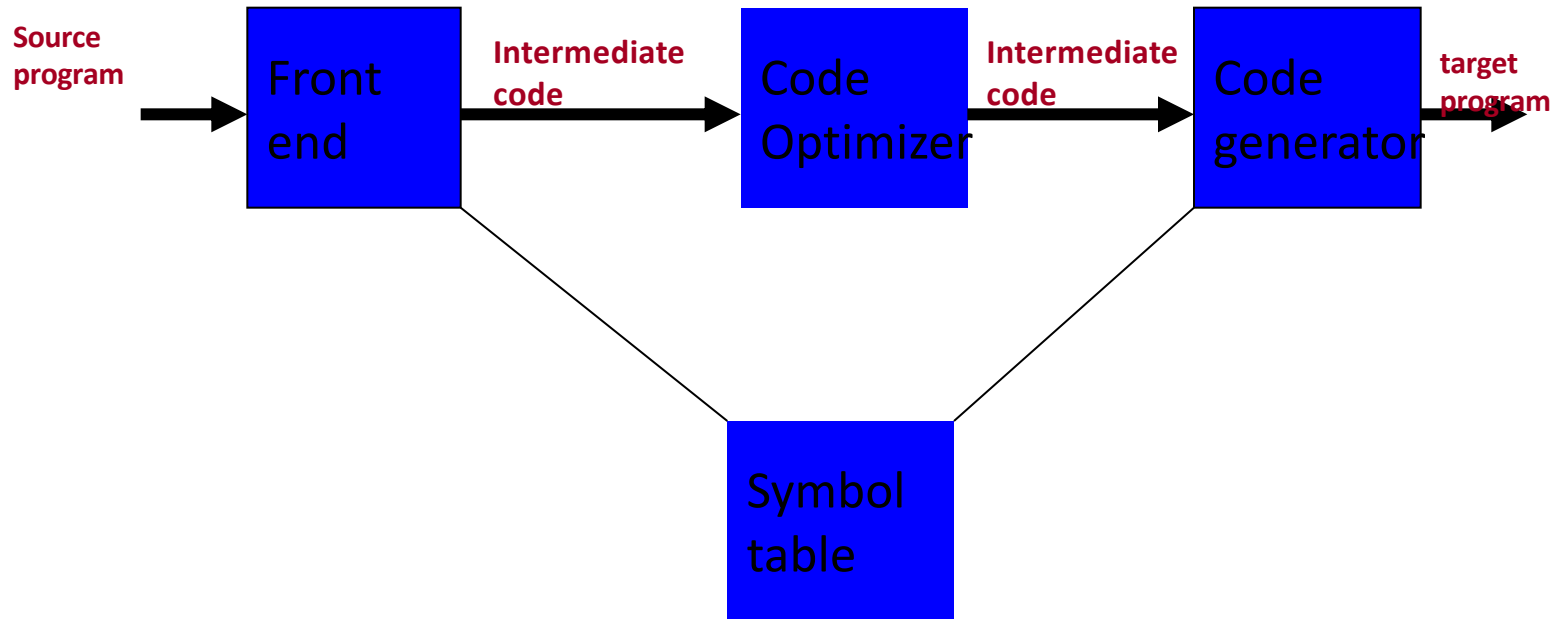 Source
program
Front
end
Intermediate
code
Code
Optimizer
Intermediate
code
Code
generator
target
program
Symbol
table